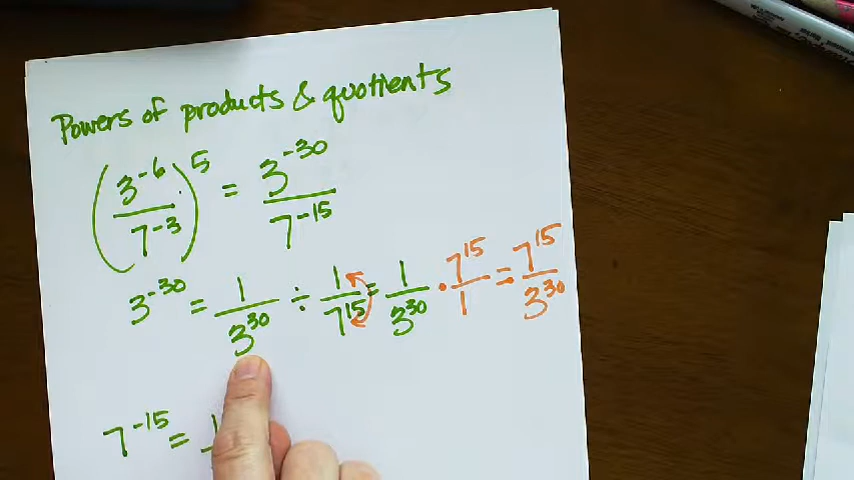 Powers of products & quotients
(3^-6 / 7^-3)^5 = 3^-30 / 7^-15
3^-30 = 1/3^30 ÷ 1/7^15 = 1/3^30 · 7^15/1 = 7^15/3^30
7^-15 = 1